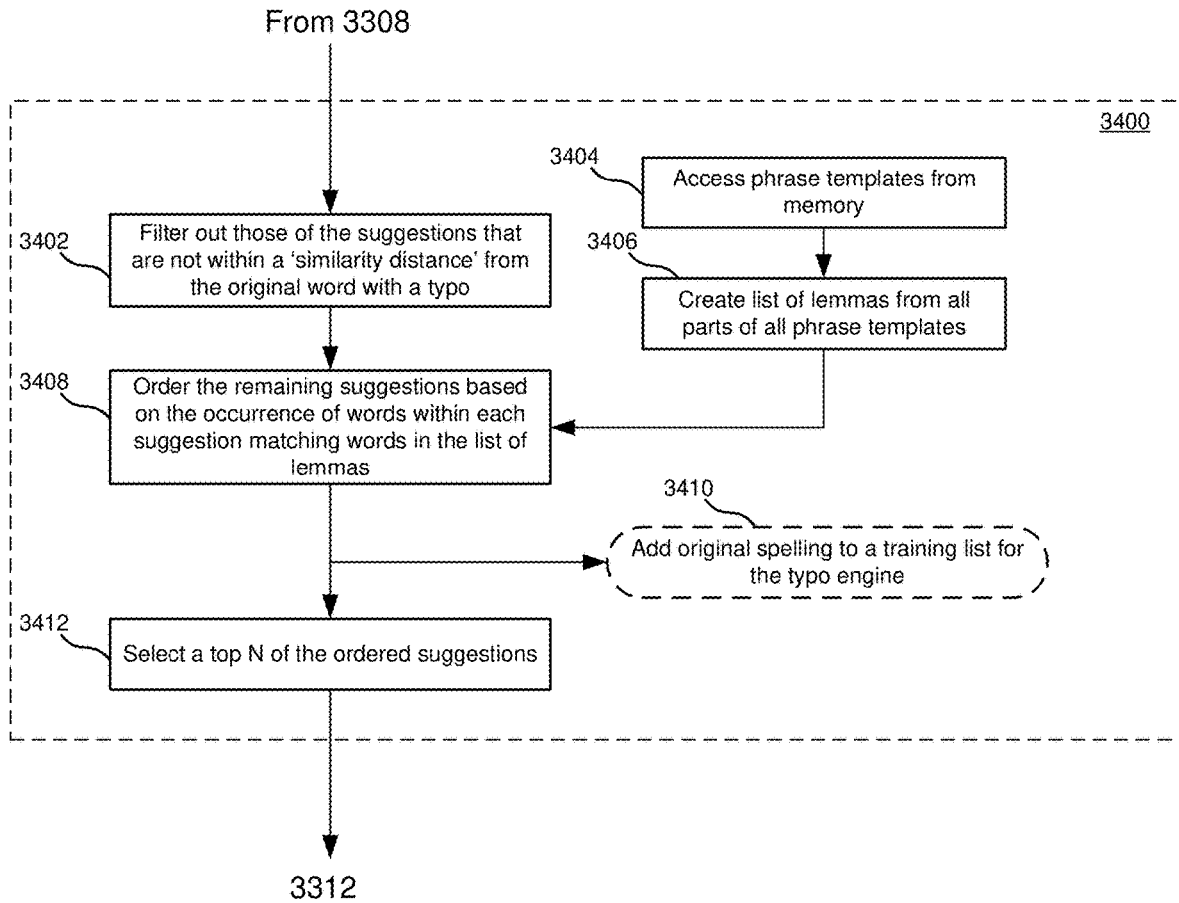 From 3308
3400
3404
Access phrase templates from
memory
3402
Filter out those of the suggestions that
are not within a ‘similarity distance’ from
the original word with a typo
3406
Create list of lemmas from all
parts of all phrase templates
3408
Order the remaining suggestions based
on the occurrence of words within each
suggestion matching words in the list of
lemmas
3410
Add original spelling to a training list for
the typo engine
3412
Select a top N of the ordered suggestions
3312